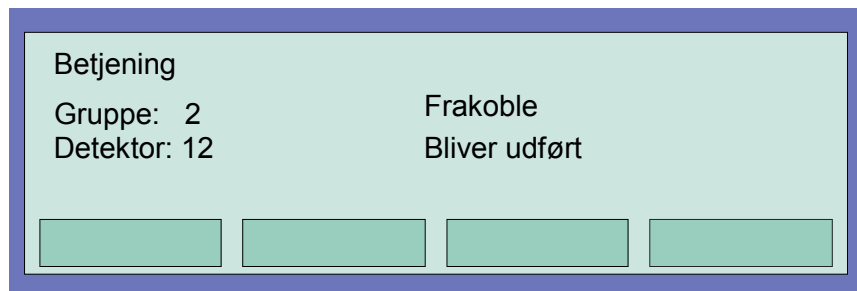 Betjening
Gruppe: 2
Detektor: 12
Frakoble
Bliver udført